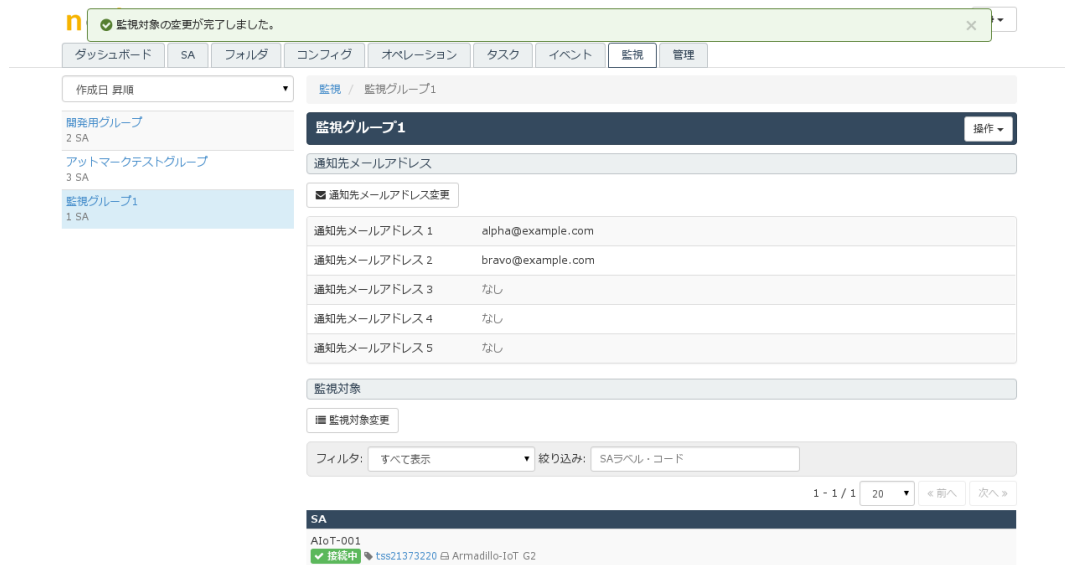 監視対象の変更が完了しました。 ×
ダッシュボード SA フォルダ コンフィグ オペレーション タスク イベント 監視 管理
作成日 昇順
開発用グループ
2 SA
アットマークテストグループ
3 SA
監視グループ1
1 SA
監視 / 監視グループ1
監視グループ1 操作
通知先メールアドレス
通知先メールアドレス変更
通知先メールアドレス 1 alpha@example.com
通知先メールアドレス 2 bravo@example.com
通知先メールアドレス 3 なし
通知先メールアドレス 4 なし
通知先メールアドレス 5 なし
監視対象
監視対象変更
フィルタ: すべて表示 絞り込み: SAラベル・コード
1 - 1 / 1 20 «前へ 次へ»
SA
AIoT-001
接続中 tss21373220 Armadillo-IoT G2